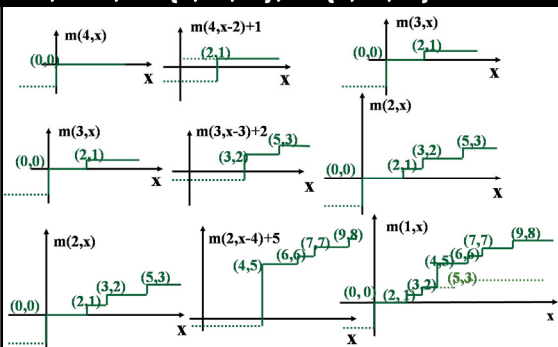 m(4,x)
(0,0)
x
m(4,x-2)+1
(2,1)
x
m(3,x)
(0,0)
(2,1)
x
m(3,x)
(0,0)
(2,1)
x
m(3,x-3)+2
(3,2)
(5,3)
x
m(2,x)
(0,0)
(2,1)
(3,2)
(5,3)
x
m(2,x)
(0,0)
(2,1)
(3,2)
(5,3)
x
m(2,x-4)+5
(4,5)
(6,6)
(7,7)
(9,8)
x
m(1,x)
(0, 0)
(2, 1)
(3,2)
(4,5)
(5,3)
(6,6)
(7,7)
(9,8)
x